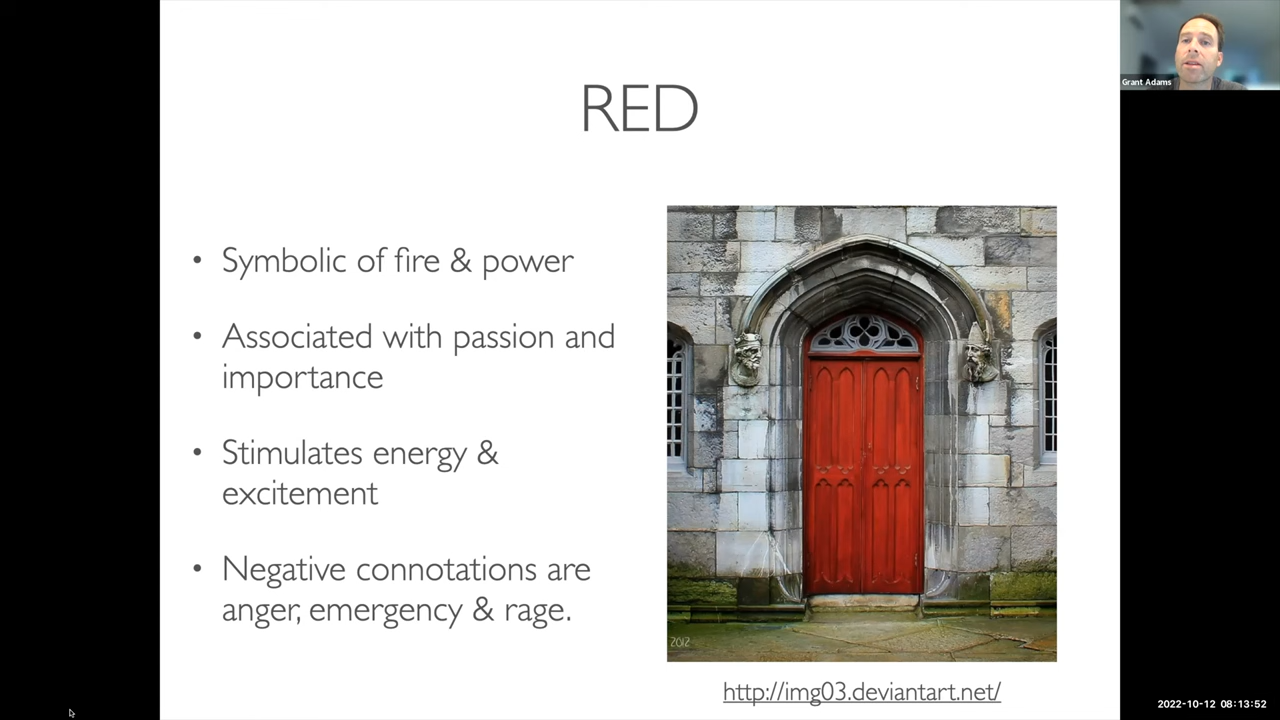 Grant Adams
RED
• Symbolic of fire & power
• Associated with passion and
importance
• Stimulates energy &
excitement
• Negative connotations are
anger, emergency & rage.
2012
http://img03.deviantart.net/
2022-10-12 08:13:52